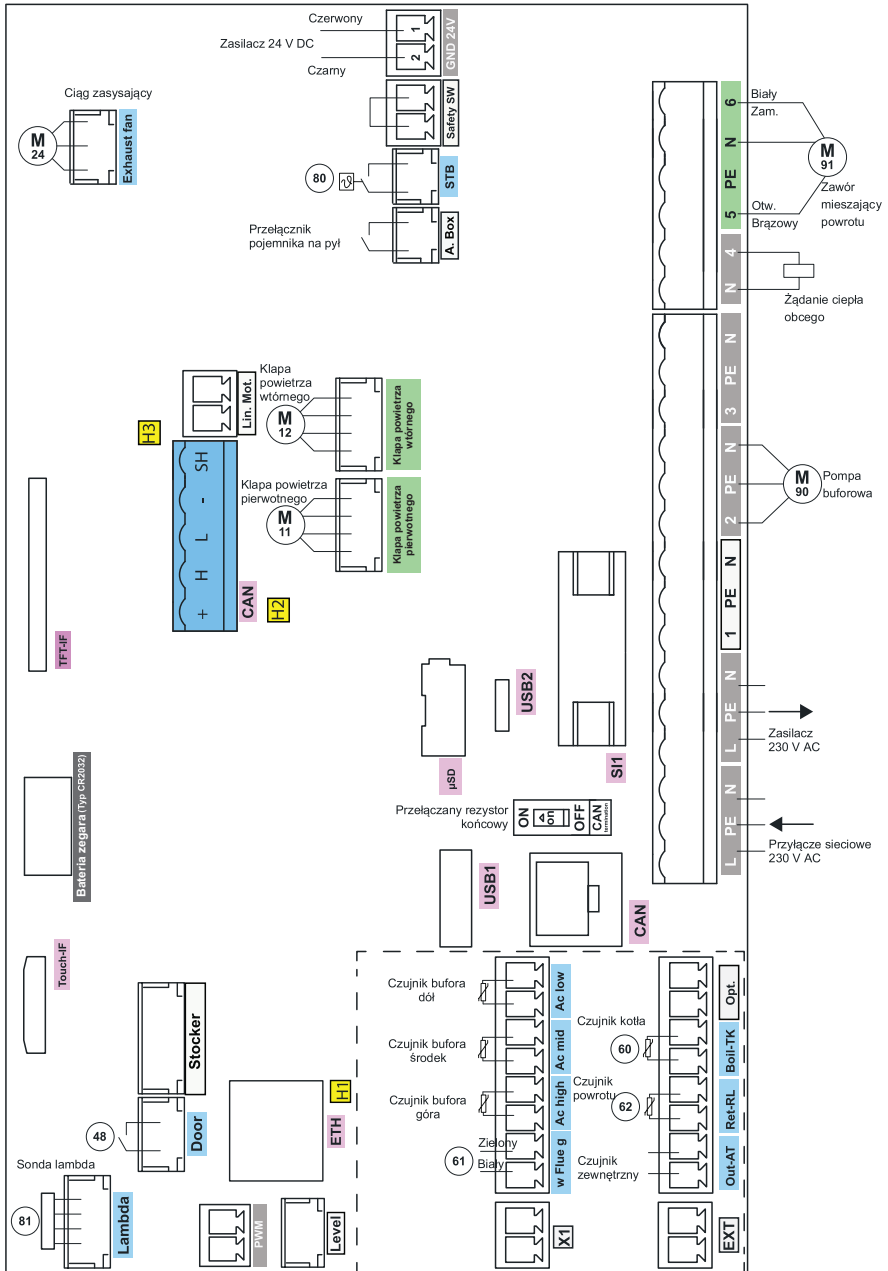 Czerwony
Zasilacz 24 V DC
Czarny
1
2
GND 24V
Ciąg zasysający
M
24
Exhaust fan
Safety SW
80
STB
Przełącznik
pojemnika na pył
A. Box
6
N
PE
5
Biały
Zam.
M
91
Zawór
mieszający
powrotu
Otw.
Brązowy
4
N
Żądanie ciepła
obcego
Klapa
powietrza
wtórnego
Lin. Mot.
M
12
Klapa powietrza
wtórnego
H3
SH
-
L
H
+
CAN
H2
Klapa powietrza
pierwotnego
M
11
Klapa powietrza
pierwotnego
N
PE
3
N
PE
2
M
90
Pompa
buforowa
N
PE
1
TFT-IF
USB2
µSD
SI1
N
PE
L
Zasilacz
230 V AC
Bateria zegara (Typ CR2032)
Przełączany rezystor
końcowy
ON
on
OFF
CAN
termination
N
PE
L
Przyłącze sieciowe
230 V AC
USB1
CAN
Touch-IF
Stocker
Czujnik bufora
dół
Ac low
Opt.
Czujnik bufora
środek
Ac mid
Czujnik kotła
60
Boil-TK
Czujnik bufora
góra
Ac high
Czujnik
powrotu
62
Ret-RL
H1
ETH
48
Door
61
Zielony
Biały
w Flue g
Czujnik
zewnętrzny
Out-AT
Sonda lambda
81
Lambda
PWM
Level
X1
EXT